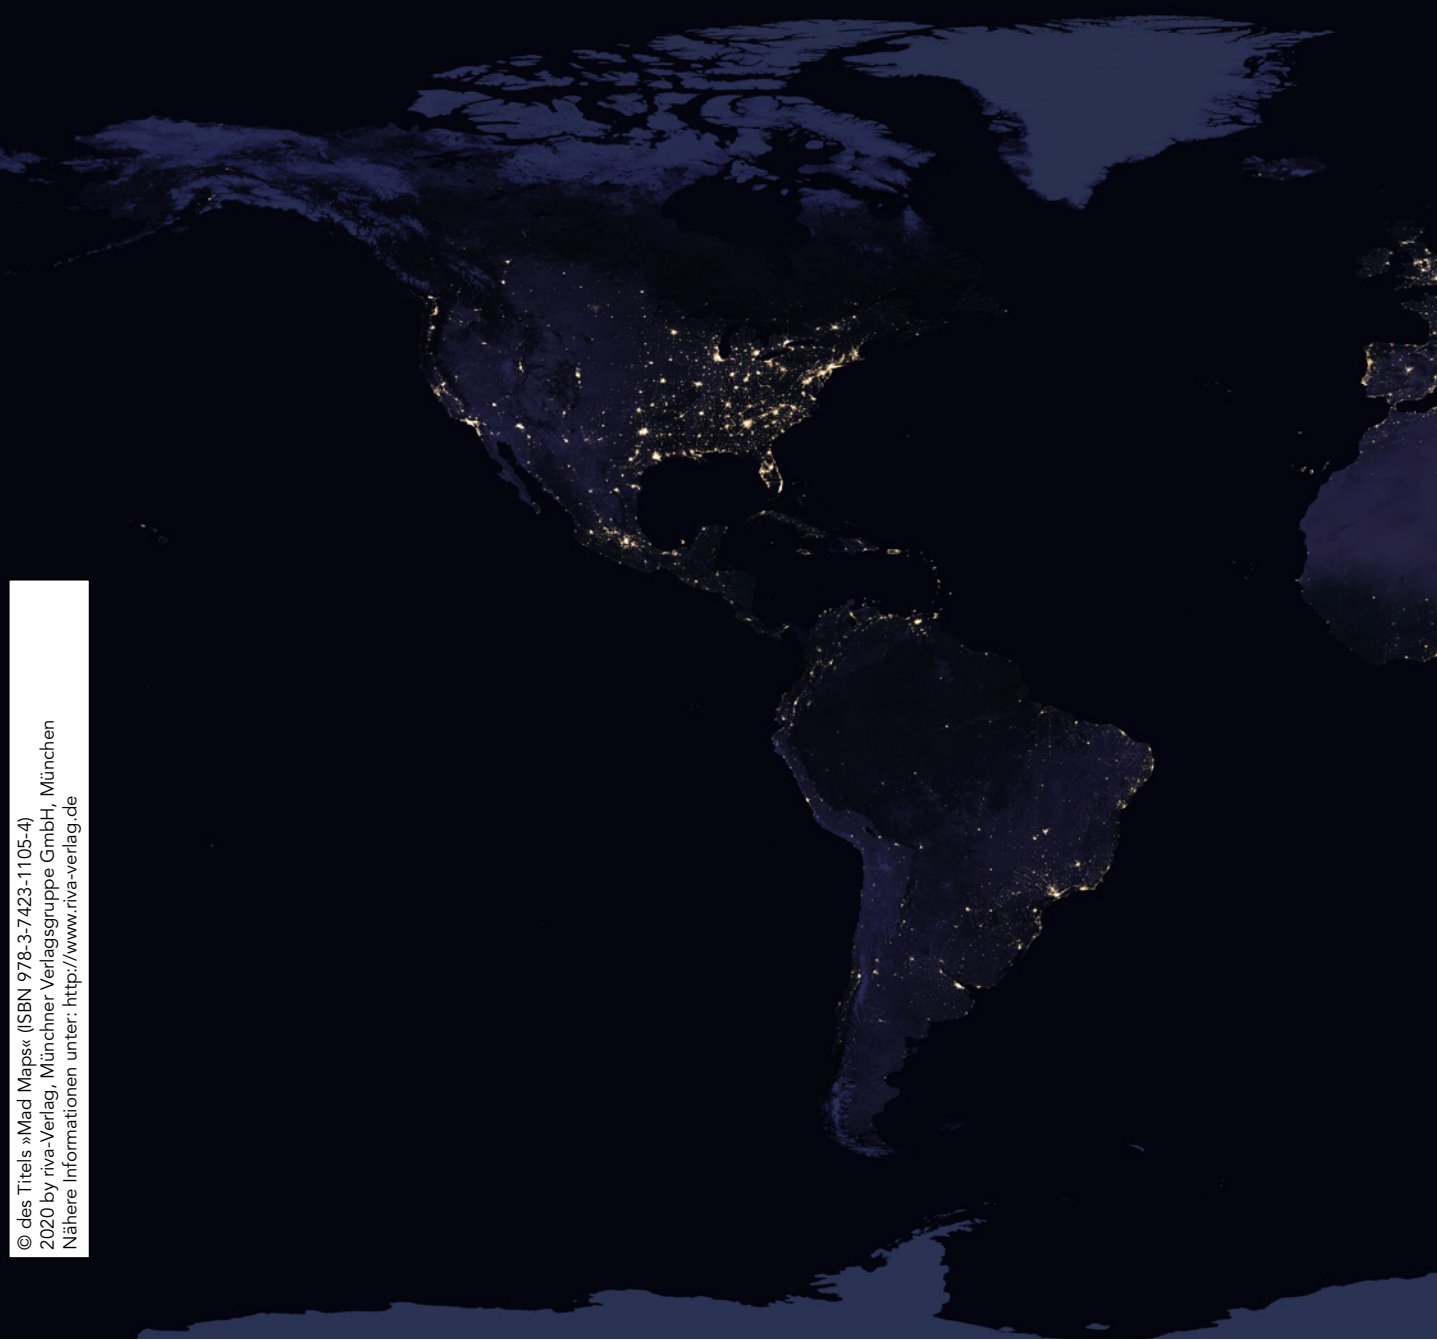 © des Titels »Mad Maps« (ISBN 978-3-7423-1105-4)
2020 by riva-Verlag, Münchner Verlagsgruppe GmbH, München
Nähere Informationen unter: http://www.riva-verlag.de